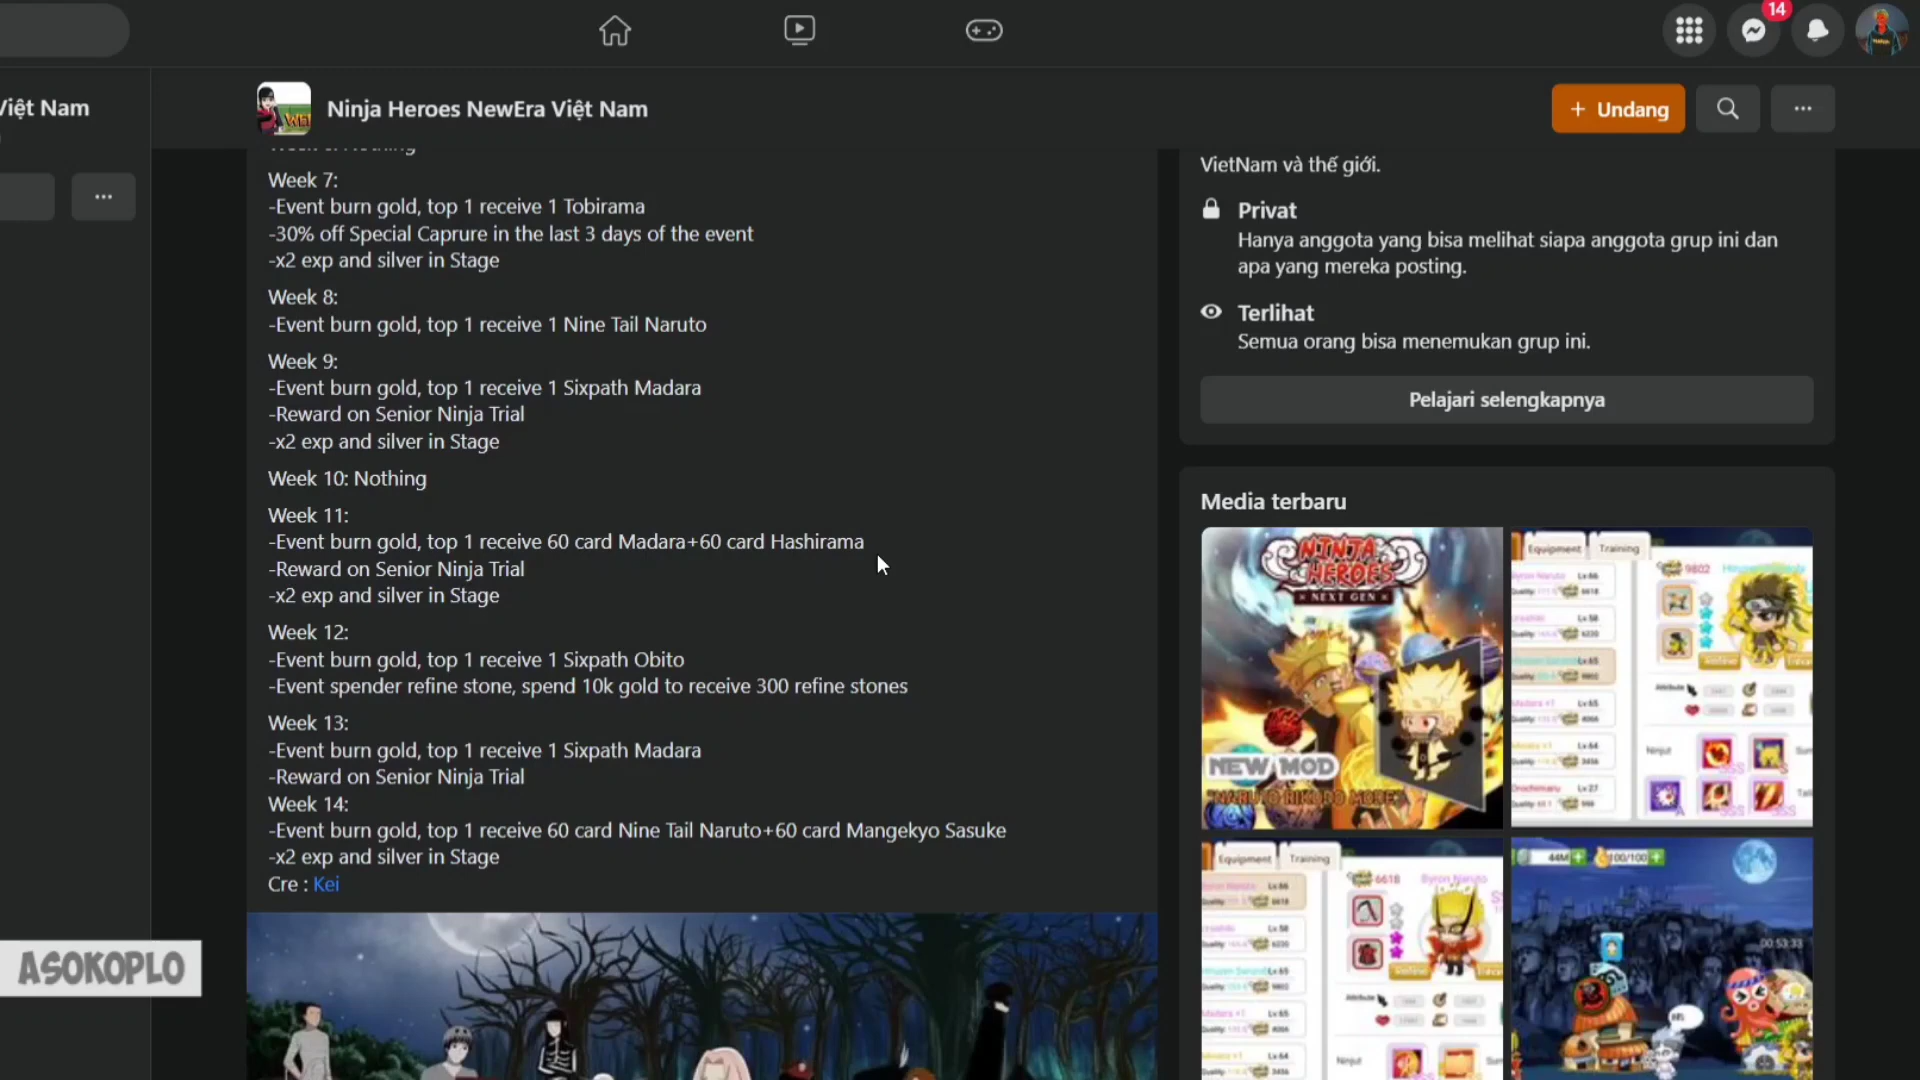 14
Việt Nam
Ninja Heroes NewEra Việt Nam
+ Undang
Week 7:
-Event burn gold, top 1 receive 1 Tobirama
-30% off Special Caprure in the last 3 days of the event
-x2 exp and silver in Stage
Week 8:
-Event burn gold, top 1 receive 1 Nine Tail Naruto
Week 9:
-Event burn gold, top 1 receive 1 Sixpath Madara
-Reward on Senior Ninja Trial
-x2 exp and silver in Stage
Week 10: Nothing
Week 11:
-Event burn gold, top 1 receive 60 card Madara+60 card Hashirama
-Reward on Senior Ninja Trial
-x2 exp and silver in Stage
Week 12:
-Event burn gold, top 1 receive 1 Sixpath Obito
-Event spender refine stone, spend 10k gold to receive 300 refine stones
Week 13:
-Event burn gold, top 1 receive 1 Sixpath Madara
-Reward on Senior Ninja Trial
Week 14:
-Event burn gold, top 1 receive 60 card Nine Tail Naruto+60 card Mangekyo Sasuke
-x2 exp and silver in Stage
Cre : Kei
ASOKOPLO
VietNam và thế giới.
Privat
Hanya anggota yang bisa melihat siapa anggota grup ini dan
apa yang mereka posting.
Terlihat
Semua orang bisa menemukan grup ini.
Pelajari selengkapnya
Media terbaru
NINJA
HEROES
NEXT GEN
NEW MOD
Equipment
Training
9802
Equipment
Training
6618
44M
100/100
00:53:33